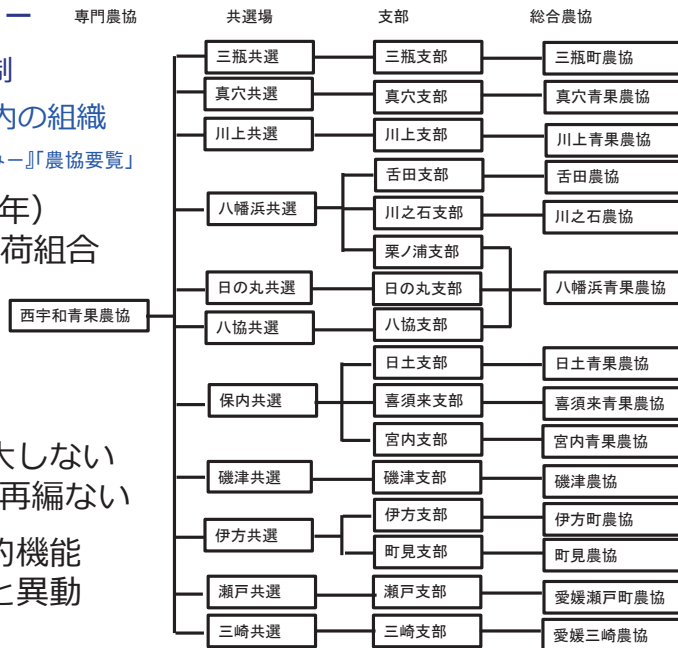 ー
制
内の組織
み－』「農協要覧」
年）
荷組合
大しない
再編ない
的機能
と異動
専門農協 共選場 支部 総合農協
西宇和青果農協
三瓶共選 三瓶支部 三瓶町農協
真穴共選 真穴支部 真穴青果農協
川上共選 川上支部 川上青果農協
八幡浜共選
舌田支部 舌田農協
川之石支部 川之石農協
栗ノ浦支部
日の丸共選 日の丸支部 八幡浜青果農協
八協共選 八協支部
保内共選
日土支部 日土青果農協
喜須来支部 喜須来青果農協
宮内支部 宮内青果農協
磯津共選 磯津支部 磯津農協
伊方共選
伊方支部 伊方町農協
町見支部 町見農協
瀬戸共選 瀬戸支部 愛媛瀬戸町農協
三崎共選 三崎支部 愛媛三崎農協